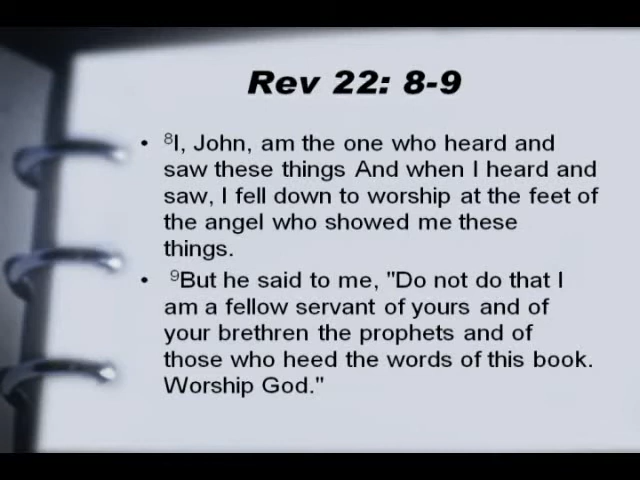 Rev 22: 8-9
• 8I, John, am the one who heard and
saw these things And when I heard and
saw, I fell down to worship at the feet of
the angel who showed me these
things.
• 9But he said to me, "Do not do that I
am a fellow servant of yours and of
your brethren the prophets and of
those who heed the words of this book.
Worship God."